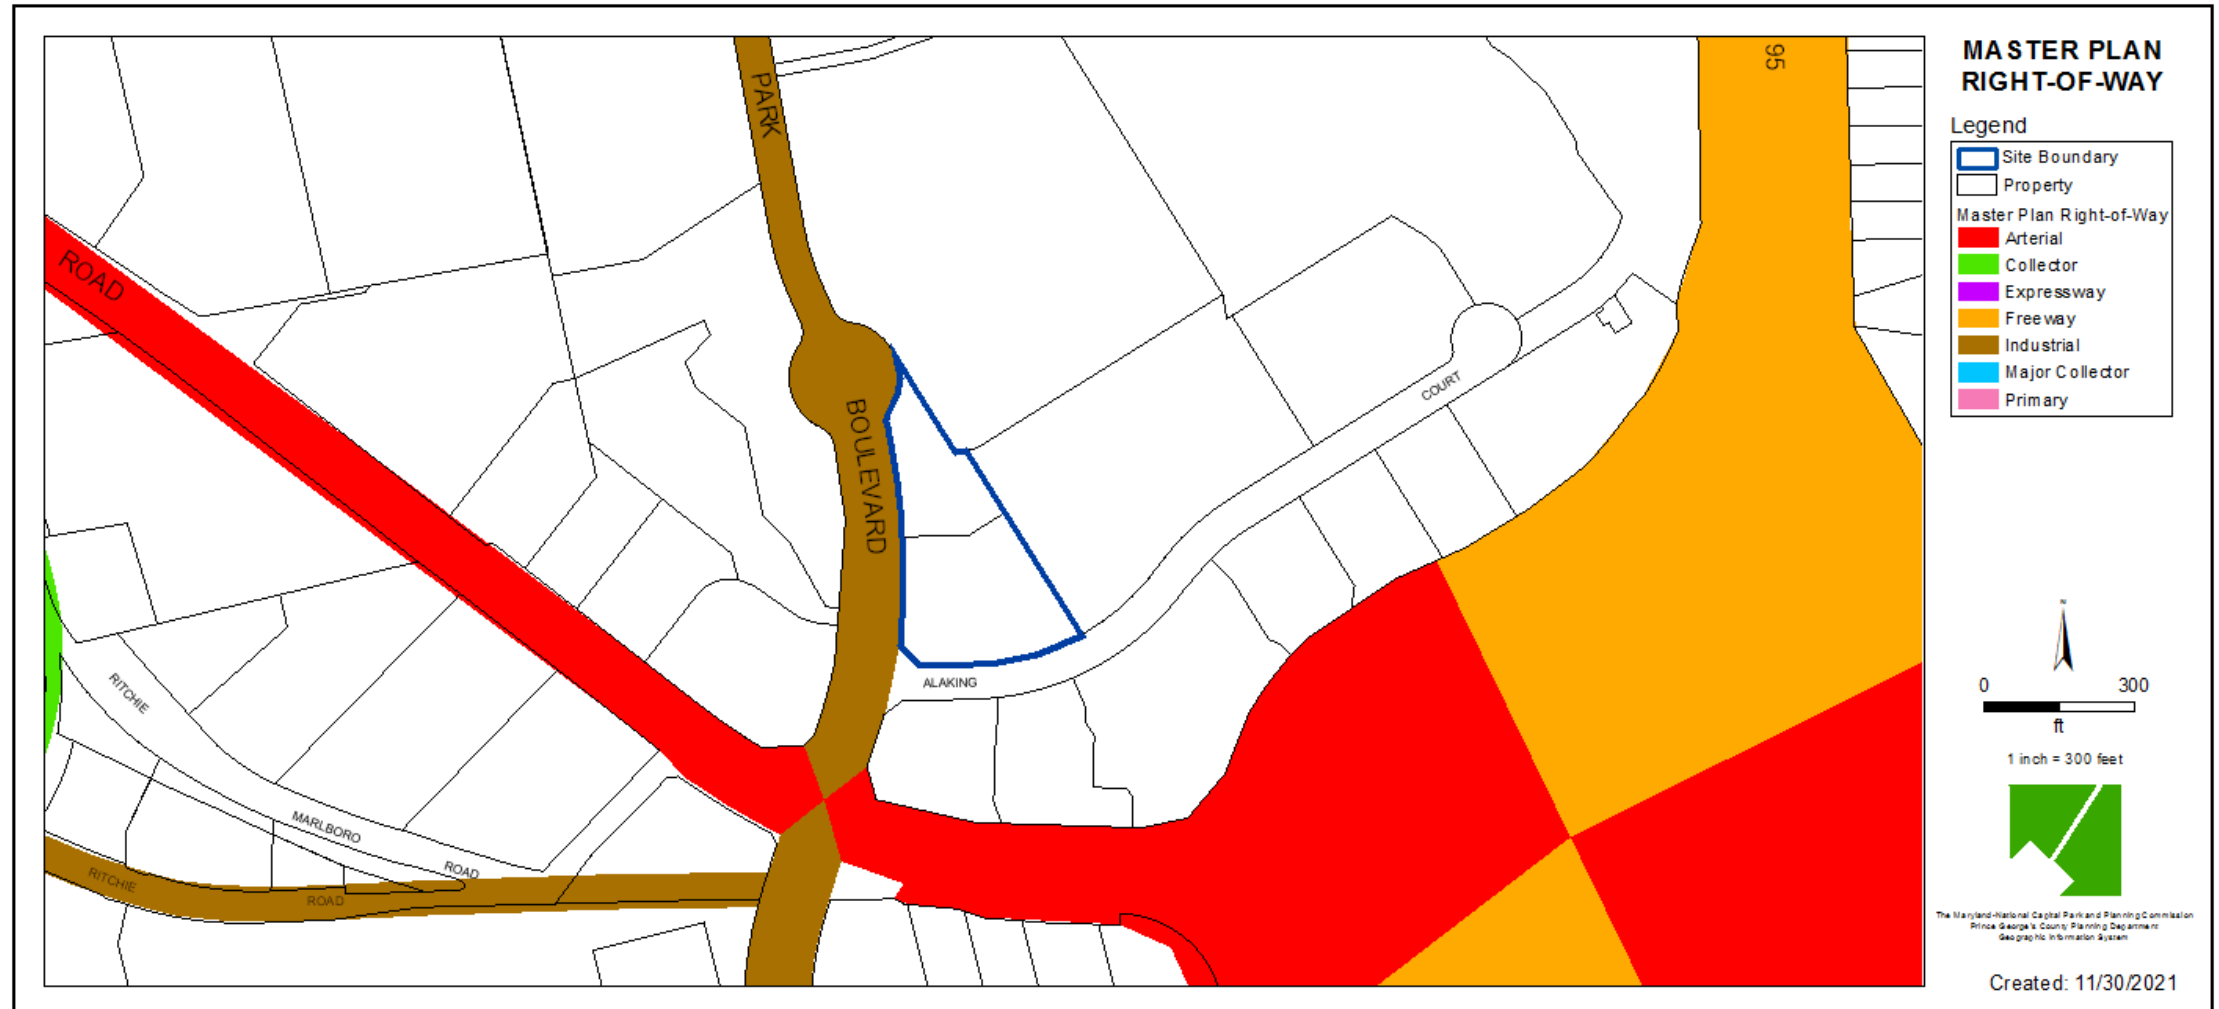 PARK
95
ROAD
BOULEVARD
COURT
ALAKING
RITCHIE
MARLBORO
ROAD
RITCHIE
ROAD
MASTER PLAN
RIGHT-OF-WAY
Legend
Site Boundary
Property
Master Plan Right-of-Way
Arterial
Collector
Expressway
Freeway
Industrial
Major Collector
Primary
N
0 300
ft
1 inch = 300 feet
The Maryland-National Capital Park and Planning Commission
Prince George's County Planning Department
Geographic Information System
Created: 11/30/2021